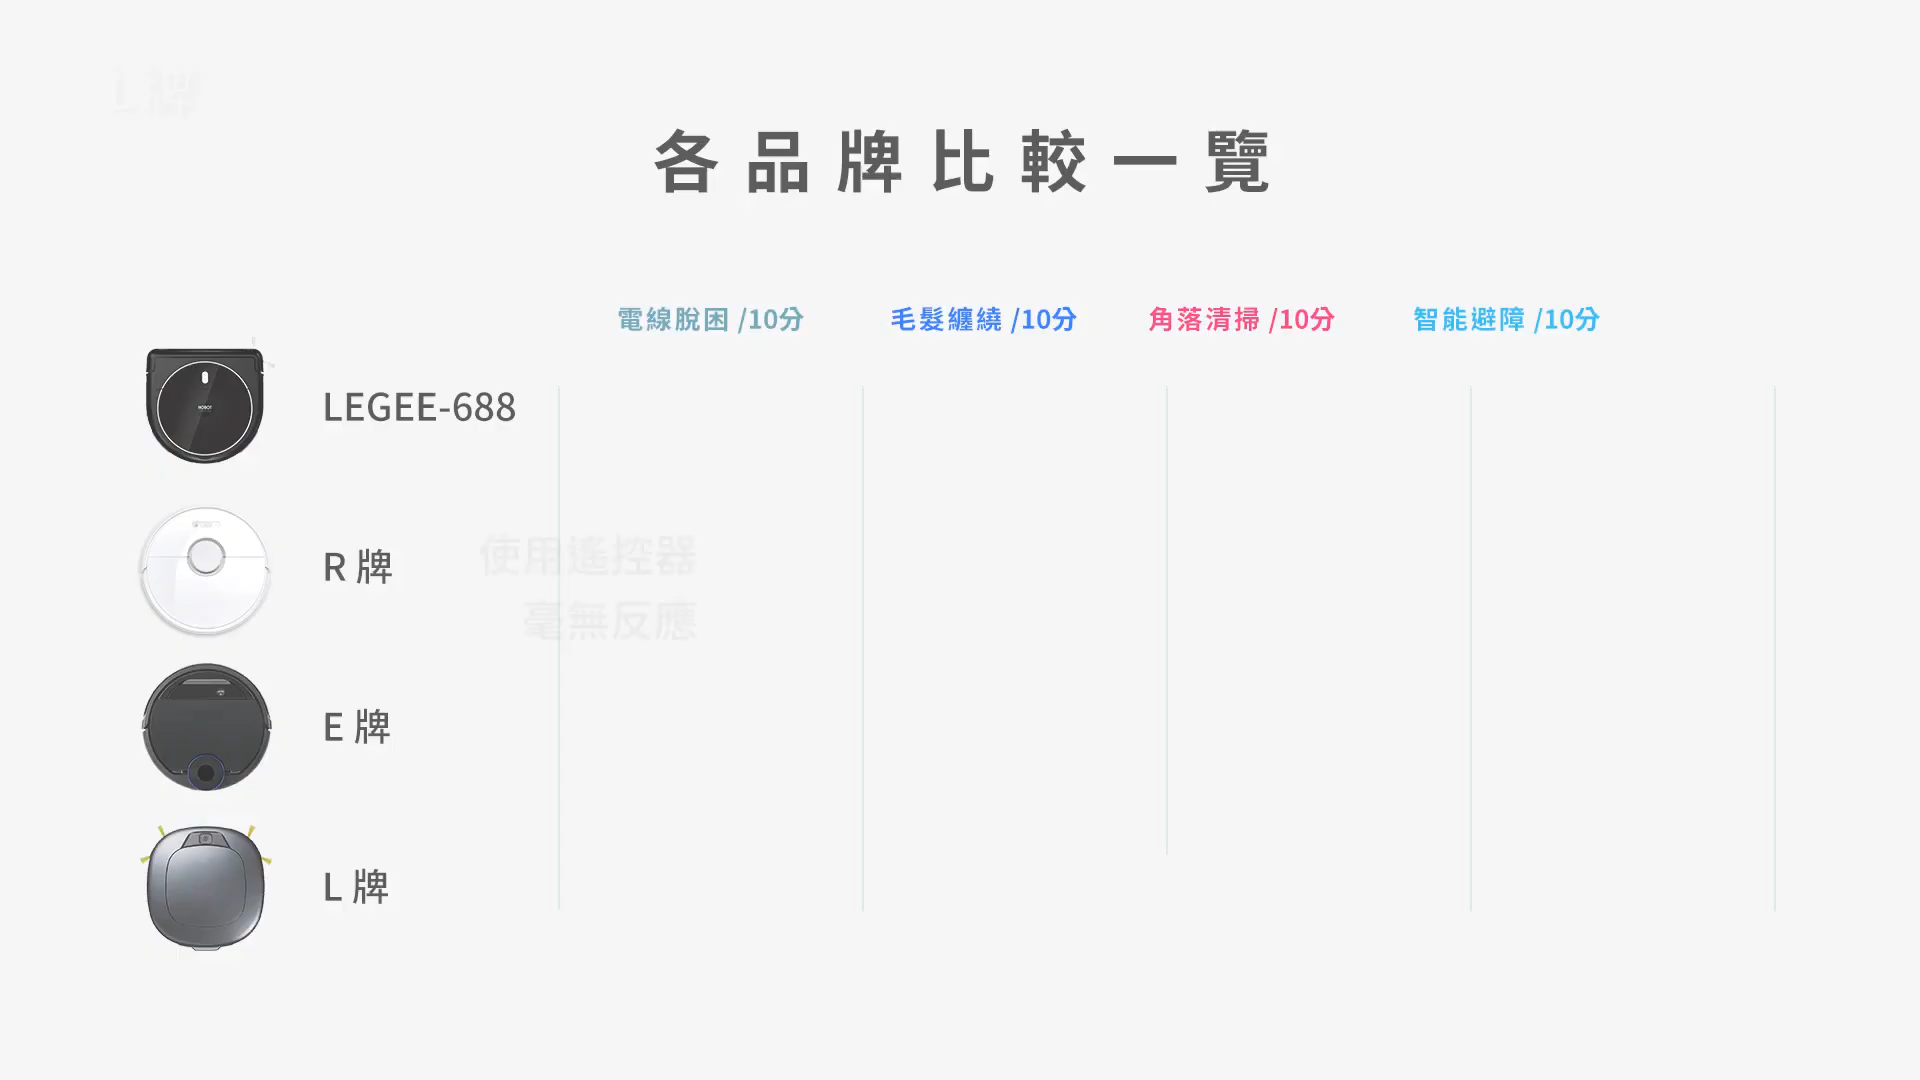 L牌
各品牌比較一覽
電線脫困 /10分
毛髮纏繞 /10分
角落清掃 /10分
智能避障 /10分
LEGEE-688
R 牌
使用遙控器
毫無反應
E 牌
L 牌